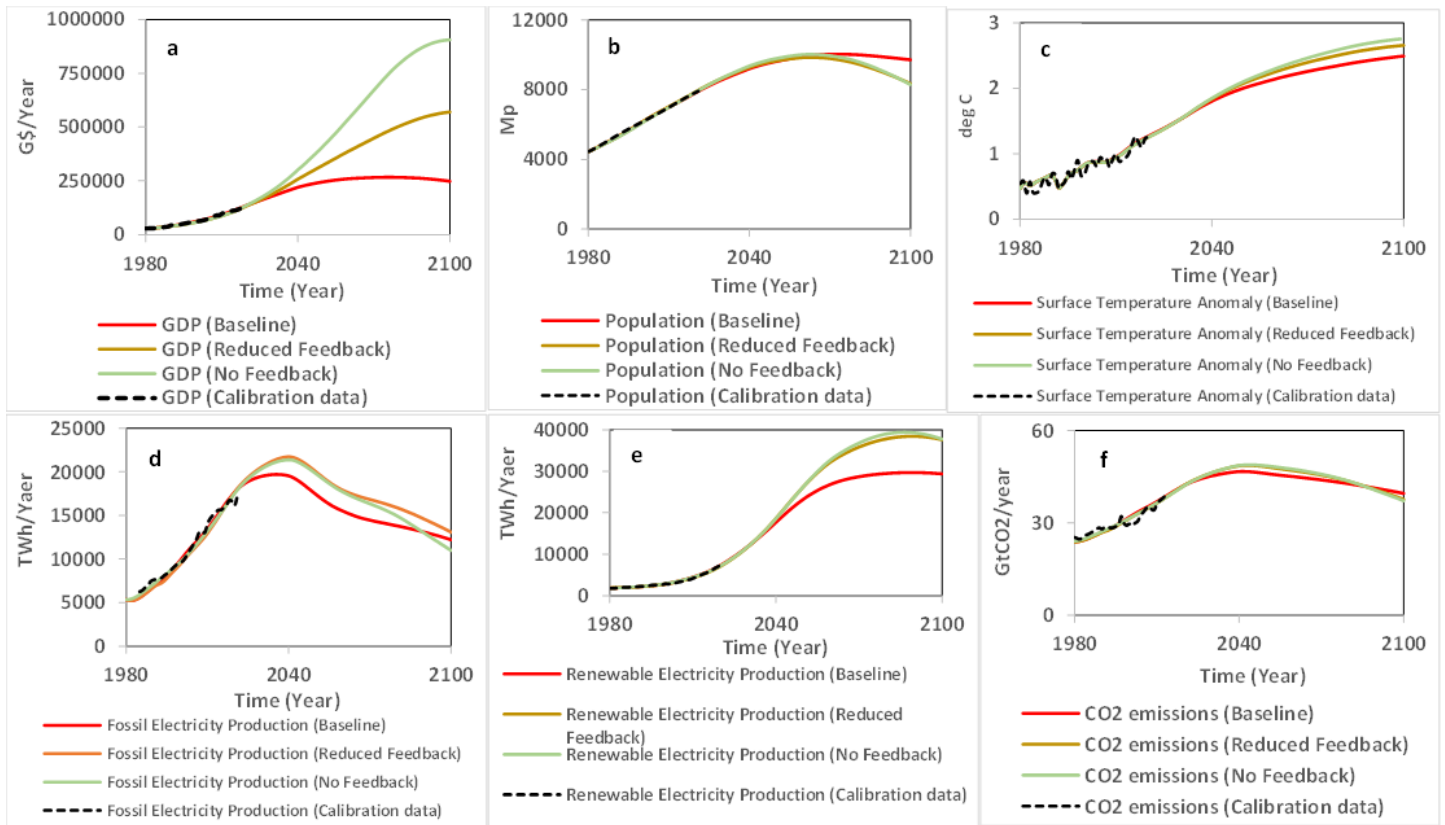 a
G$/Year
1000000
750000
500000
250000
0
1980
2040
2100
Time (Year)
GDP (Baseline)
GDP (Reduced Feedback)
GDP (No Feedback)
GDP (Calibration data)
b
Mp
12000
8000
4000
0
1980
2040
2100
Time (Year)
Population (Baseline)
Population (Reduced Feedback)
Population (No Feedback)
Population (Calibration data)
c
deg C
3
2
1
0
1980
2040
2100
Time (Year)
Surface Temperature Anomaly (Baseline)
Surface Temperature Anomaly (Reduced Feedback)
Surface Temperature Anomaly (No Feedback)
Surface Temperature Anomaly (Calibration data)
d
TWh/Yaer
25000
20000
15000
10000
5000
0
1980
2040
2100
Time (Year)
Fossil Electricity Production (Baseline)
Fossil Electricity Production (Reduced Feedback)
Fossil Electricity Production (No Feedback)
Fossil Electricity Production (Calibration data)
e
TWh/Yaer
40000
30000
20000
10000
0
1980
2040
2100
Time (Year)
Renewable Electricity Production (Baseline)
Renewable Electricity Production (Reduced
Feedback)
Renewable Electricity Production (No Feedback)
Renewable Electricity Production (Calibration data)
f
GtCO2/year
60
30
0
1980
2040
2100
Time (Year)
CO2 emissions (Baseline)
CO2 emissions (Reduced Feedback)
CO2 emissions (No Feedback)
CO2 emissions (Calibration data)